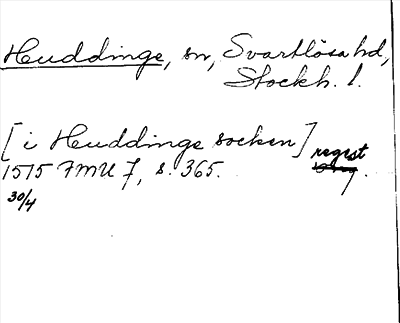 Huddinge, sn, Svartlösa hd,
Stockh. l.
[i Huddinge socken] regest
1515 FMU 7, s. 365.
30/4